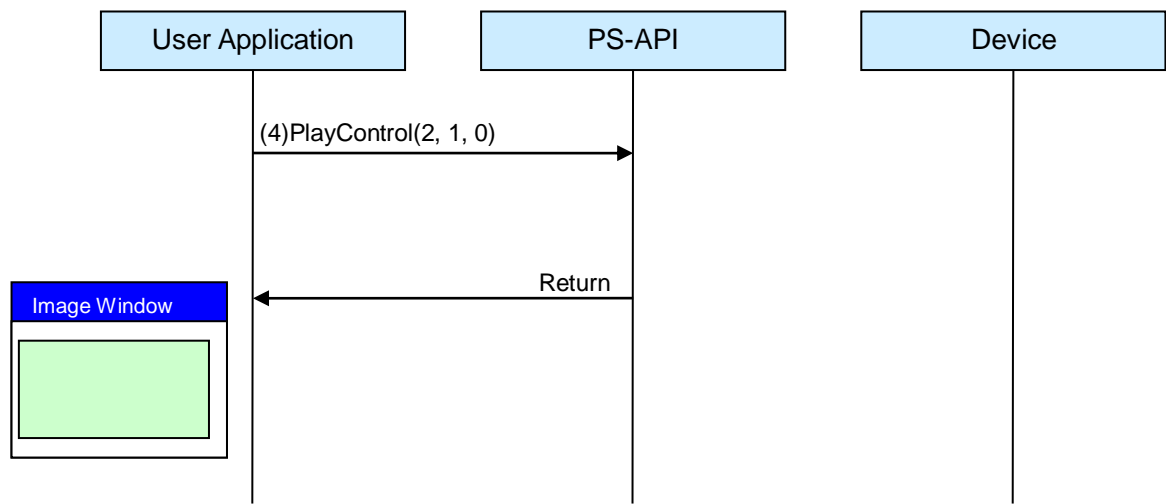 User Application
PS-API
Device
(4)PlayControl(2, 1, 0)
Return
Image Window